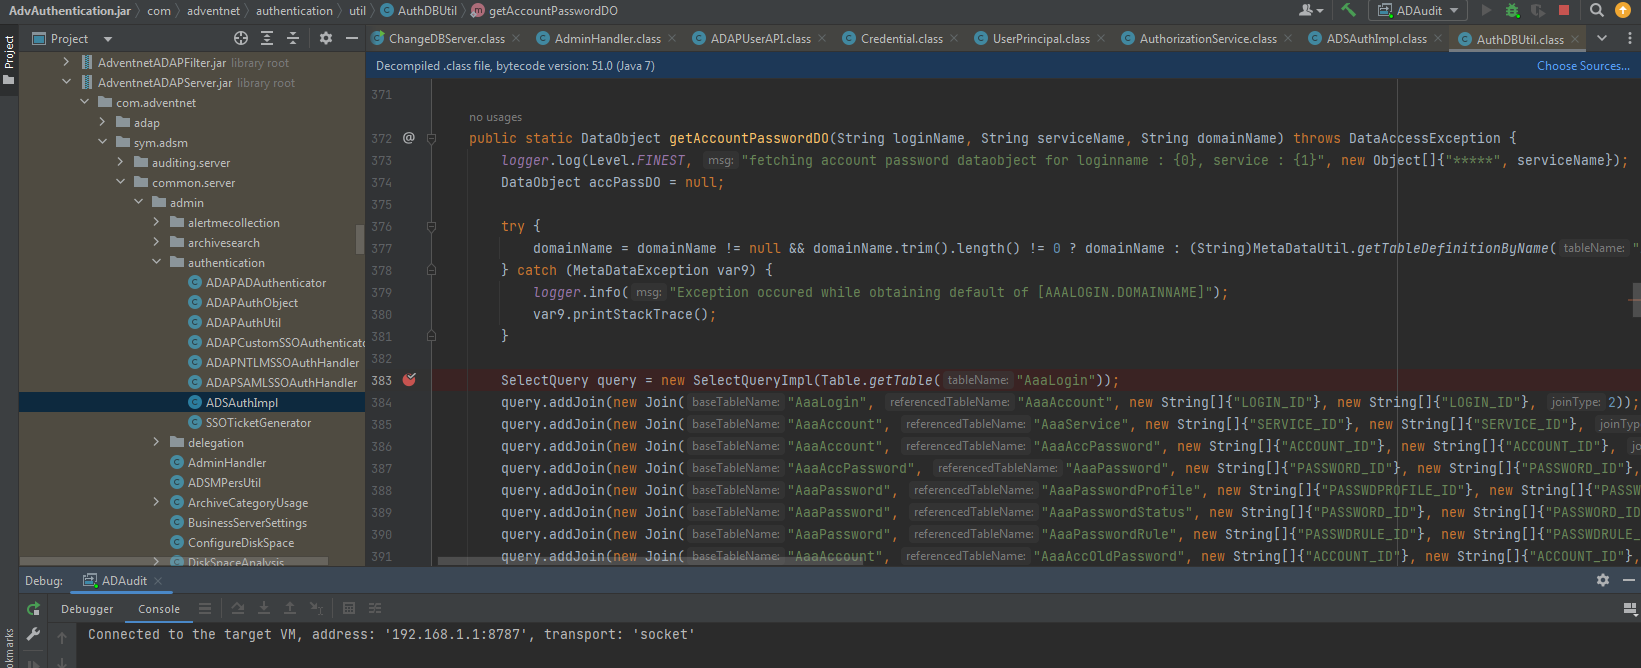 AdvAuthentication.jar com adventnet authentication util AuthDBUtil getAccountPasswordDO ADAudit
Project
ChangeDBServer.class AdminHandler.class ADAPUserAPI.class Credential.class UserPrincipal.class AuthorizationService.class ADSAuthImpl.class AuthDBUtil.class
Project
AdventnetADAPFilter.jar library root
AdventnetADAPServer.jar library root
com.adventnet
adap
sym.adsm
auditing.server
common.server
admin
alertmecollection
archivesearch
authentication
ADAPADAuthenticator
ADAPAuthObject
ADAPAuthUtil
ADAPCustomSSOAuthenticato
ADAPNTLMSSOAuthHandler
ADAPSAMLSSOAuthHandler
ADSAuthImpl
SSOTicketGenerator
delegation
AdminHandler
ADSMPersUtil
ArchiveCategoryUsage
BusinessServerSettings
ConfigureDiskSpace
DiskSpaceAnalysis
Decompiled .class file, bytecode version: 51.0 (Java 7) Choose Sources...
371
no usages
372 @ public static DataObject getAccountPasswordDO(String loginName, String serviceName, String domainName) throws DataAccessException {
373 logger.log(Level.FINEST, msg: "fetching account password dataobject for loginname : {0}, service : {1}", new Object[]{"*****", serviceName});
374 DataObject accPassDO = null;
375
376 try {
377 domainName = domainName != null && domainName.trim().length() != 0 ? domainName : (String)MetaDataUtil.getTableDefinitionByName( tableName: "
378 } catch (MetaDataException var9) {
379 logger.info( msg: "Exception occured while obtaining default of [AAALOGIN.DOMAINNAME]");
380 var9.printStackTrace();
381 }
382
383 SelectQuery query = new SelectQueryImpl(Table.getTable( tableName: "AaaLogin"));
384 query.addJoin(new Join( baseTableName: "AaaLogin", referencedTableName: "AaaAccount", new String[]{"LOGIN_ID"}, new String[]{"LOGIN_ID"}, joinType: 2));
385 query.addJoin(new Join( baseTableName: "AaaAccount", referencedTableName: "AaaService", new String[]{"SERVICE_ID"}, new String[]{"SERVICE_ID"}, joinTyp
386 query.addJoin(new Join( baseTableName: "AaaAccount", referencedTableName: "AaaAccPassword", new String[]{"ACCOUNT_ID"}, new String[]{"ACCOUNT_ID"}, jo
387 query.addJoin(new Join( baseTableName: "AaaAccPassword", referencedTableName: "AaaPassword", new String[]{"PASSWORD_ID"}, new String[]{"PASSWORD_ID"},
388 query.addJoin(new Join( baseTableName: "AaaPassword", referencedTableName: "AaaPasswordProfile", new String[]{"PASSWDPROFILE_ID"}, new String[]{"PASSW
389 query.addJoin(new Join( baseTableName: "AaaPassword", referencedTableName: "AaaPasswordStatus", new String[]{"PASSWORD_ID"}, new String[]{"PASSWORD_ID
390 query.addJoin(new Join( baseTableName: "AaaPassword", referencedTableName: "AaaPasswordRule", new String[]{"PASSWDRULE_ID"}, new String[]{"PASSWDRULE_
391 query.addJoin(new Join( baseTableName: "AaaAccount", referencedTableName: "AaaAccOldPassword", new String[]{"ACCOUNT_ID"}, new String[]{"ACCOUNT_ID"},
Debug: ADAudit
Debugger Console
Connected to the target VM, address: '192.168.1.1:8787', transport: 'socket'
okmarks